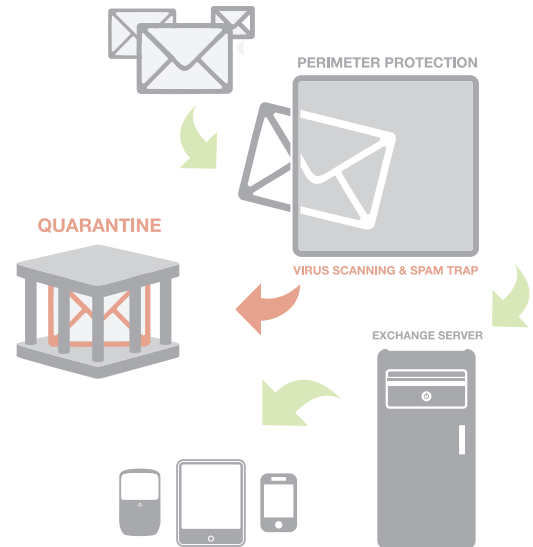 PERIMETER PROTECTION
QUARANTINE
VIRUS SCANNING & SPAM TRAP
EXCHANGE SERVER